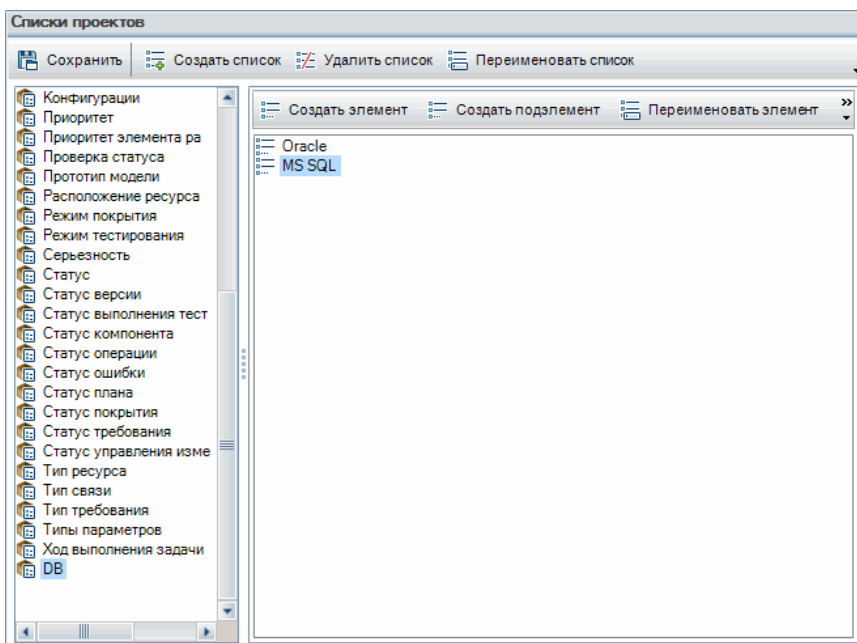 Списки проектов
Сохранить Создать список Удалить список Переименовать список
Конфигурации
Приоритет
Приоритет элемента ра
Проверка статуса
Прототип модели
Расположение ресурса
Режим покрытия
Режим тестирования
Серьезность
Статус
Статус версии
Статус выполнения тест
Статус компонента
Статус операции
Статус ошибки
Статус плана
Статус покрытия
Статус требования
Статус управления изме
Тип ресурса
Тип связи
Тип требования
Типы параметров
Ход выполнения задачи
DB
Создать элемент Создать подэлемент Переименовать элемент »
Oracle
MS SQL